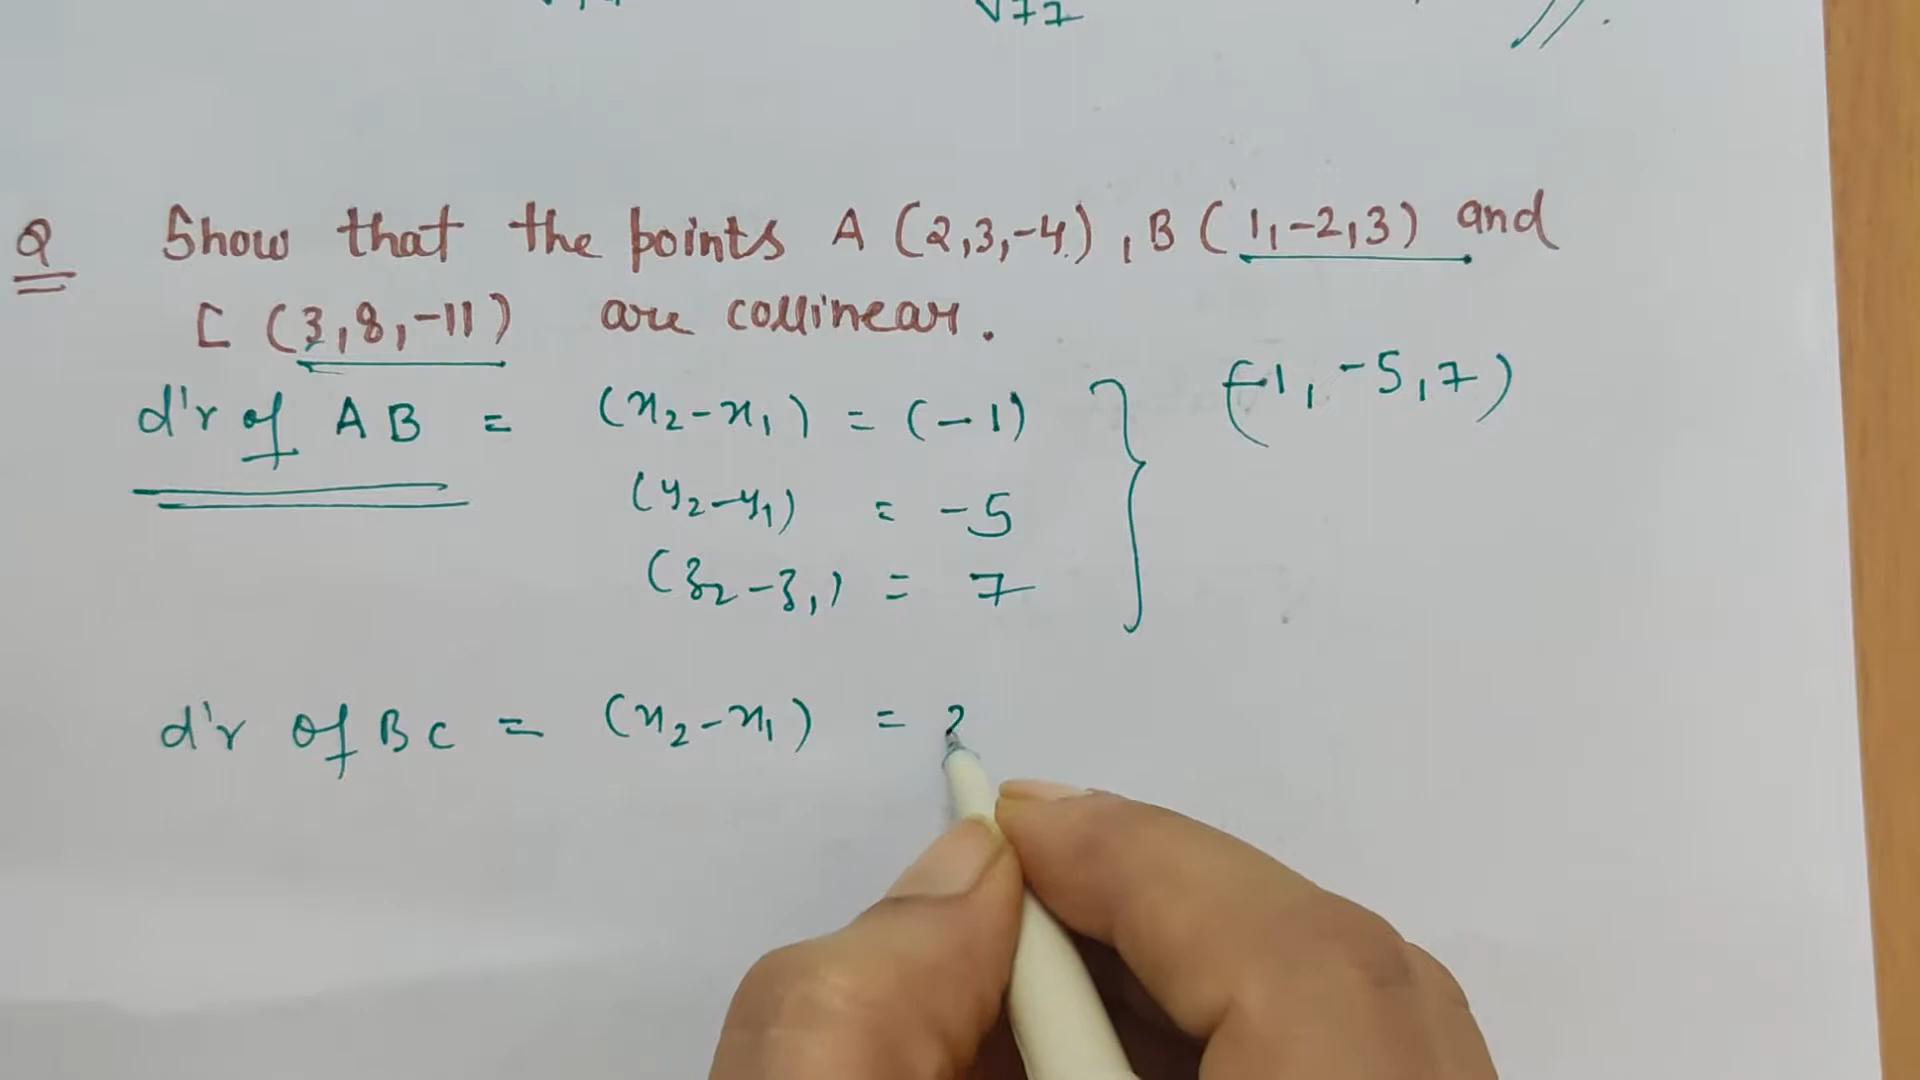 √77
Q Show that the points A (2,3,-4), B (1,-2,3) and
C (3,8,-11) are collinear.
d'r of AB = (x₂-x₁) = (-1) } (-1, -5, 7)
(y₂-y₁) = -5
(z₂-z₁) = 7
d'r of BC = (x₂-x₁) = 2